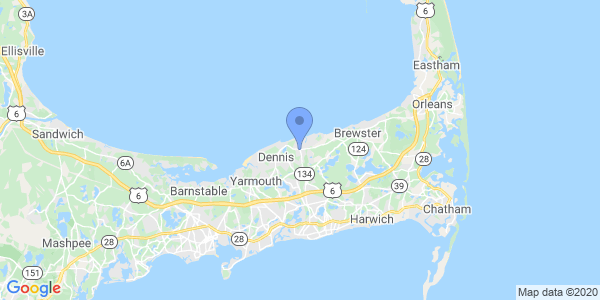 3A
6
Ellisville
Eastham
6
Orleans
Sandwich
Brewster
6A
Dennis
124
28
134
Yarmouth
6
Barnstable
6
39
Chatham
Harwich
28
28
Mashpee
151
Google
Map data ©2020